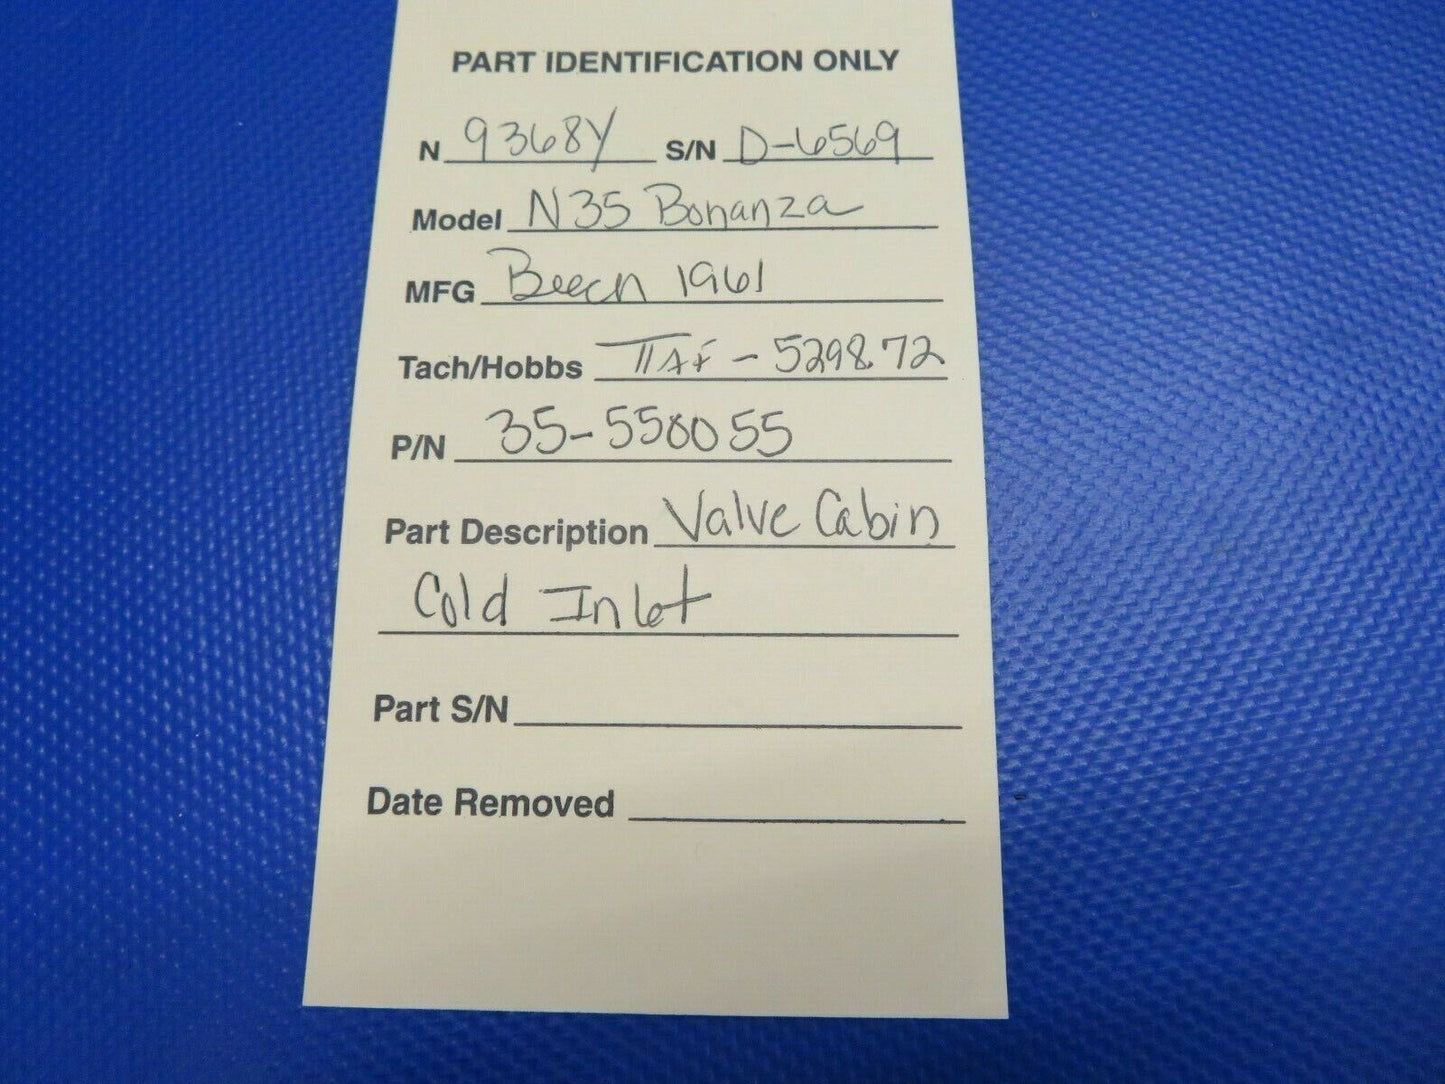 PART IDENTIFICATION ONLY
N 9368Y S/N D-6569
Model N35 Bonanza
MFG Beech 1961
Tach/Hobbs TTAF - 5298.72
P/N 35-550055
Part Description Valve Cabin
Cold Inlet
Part S/N
Date Removed